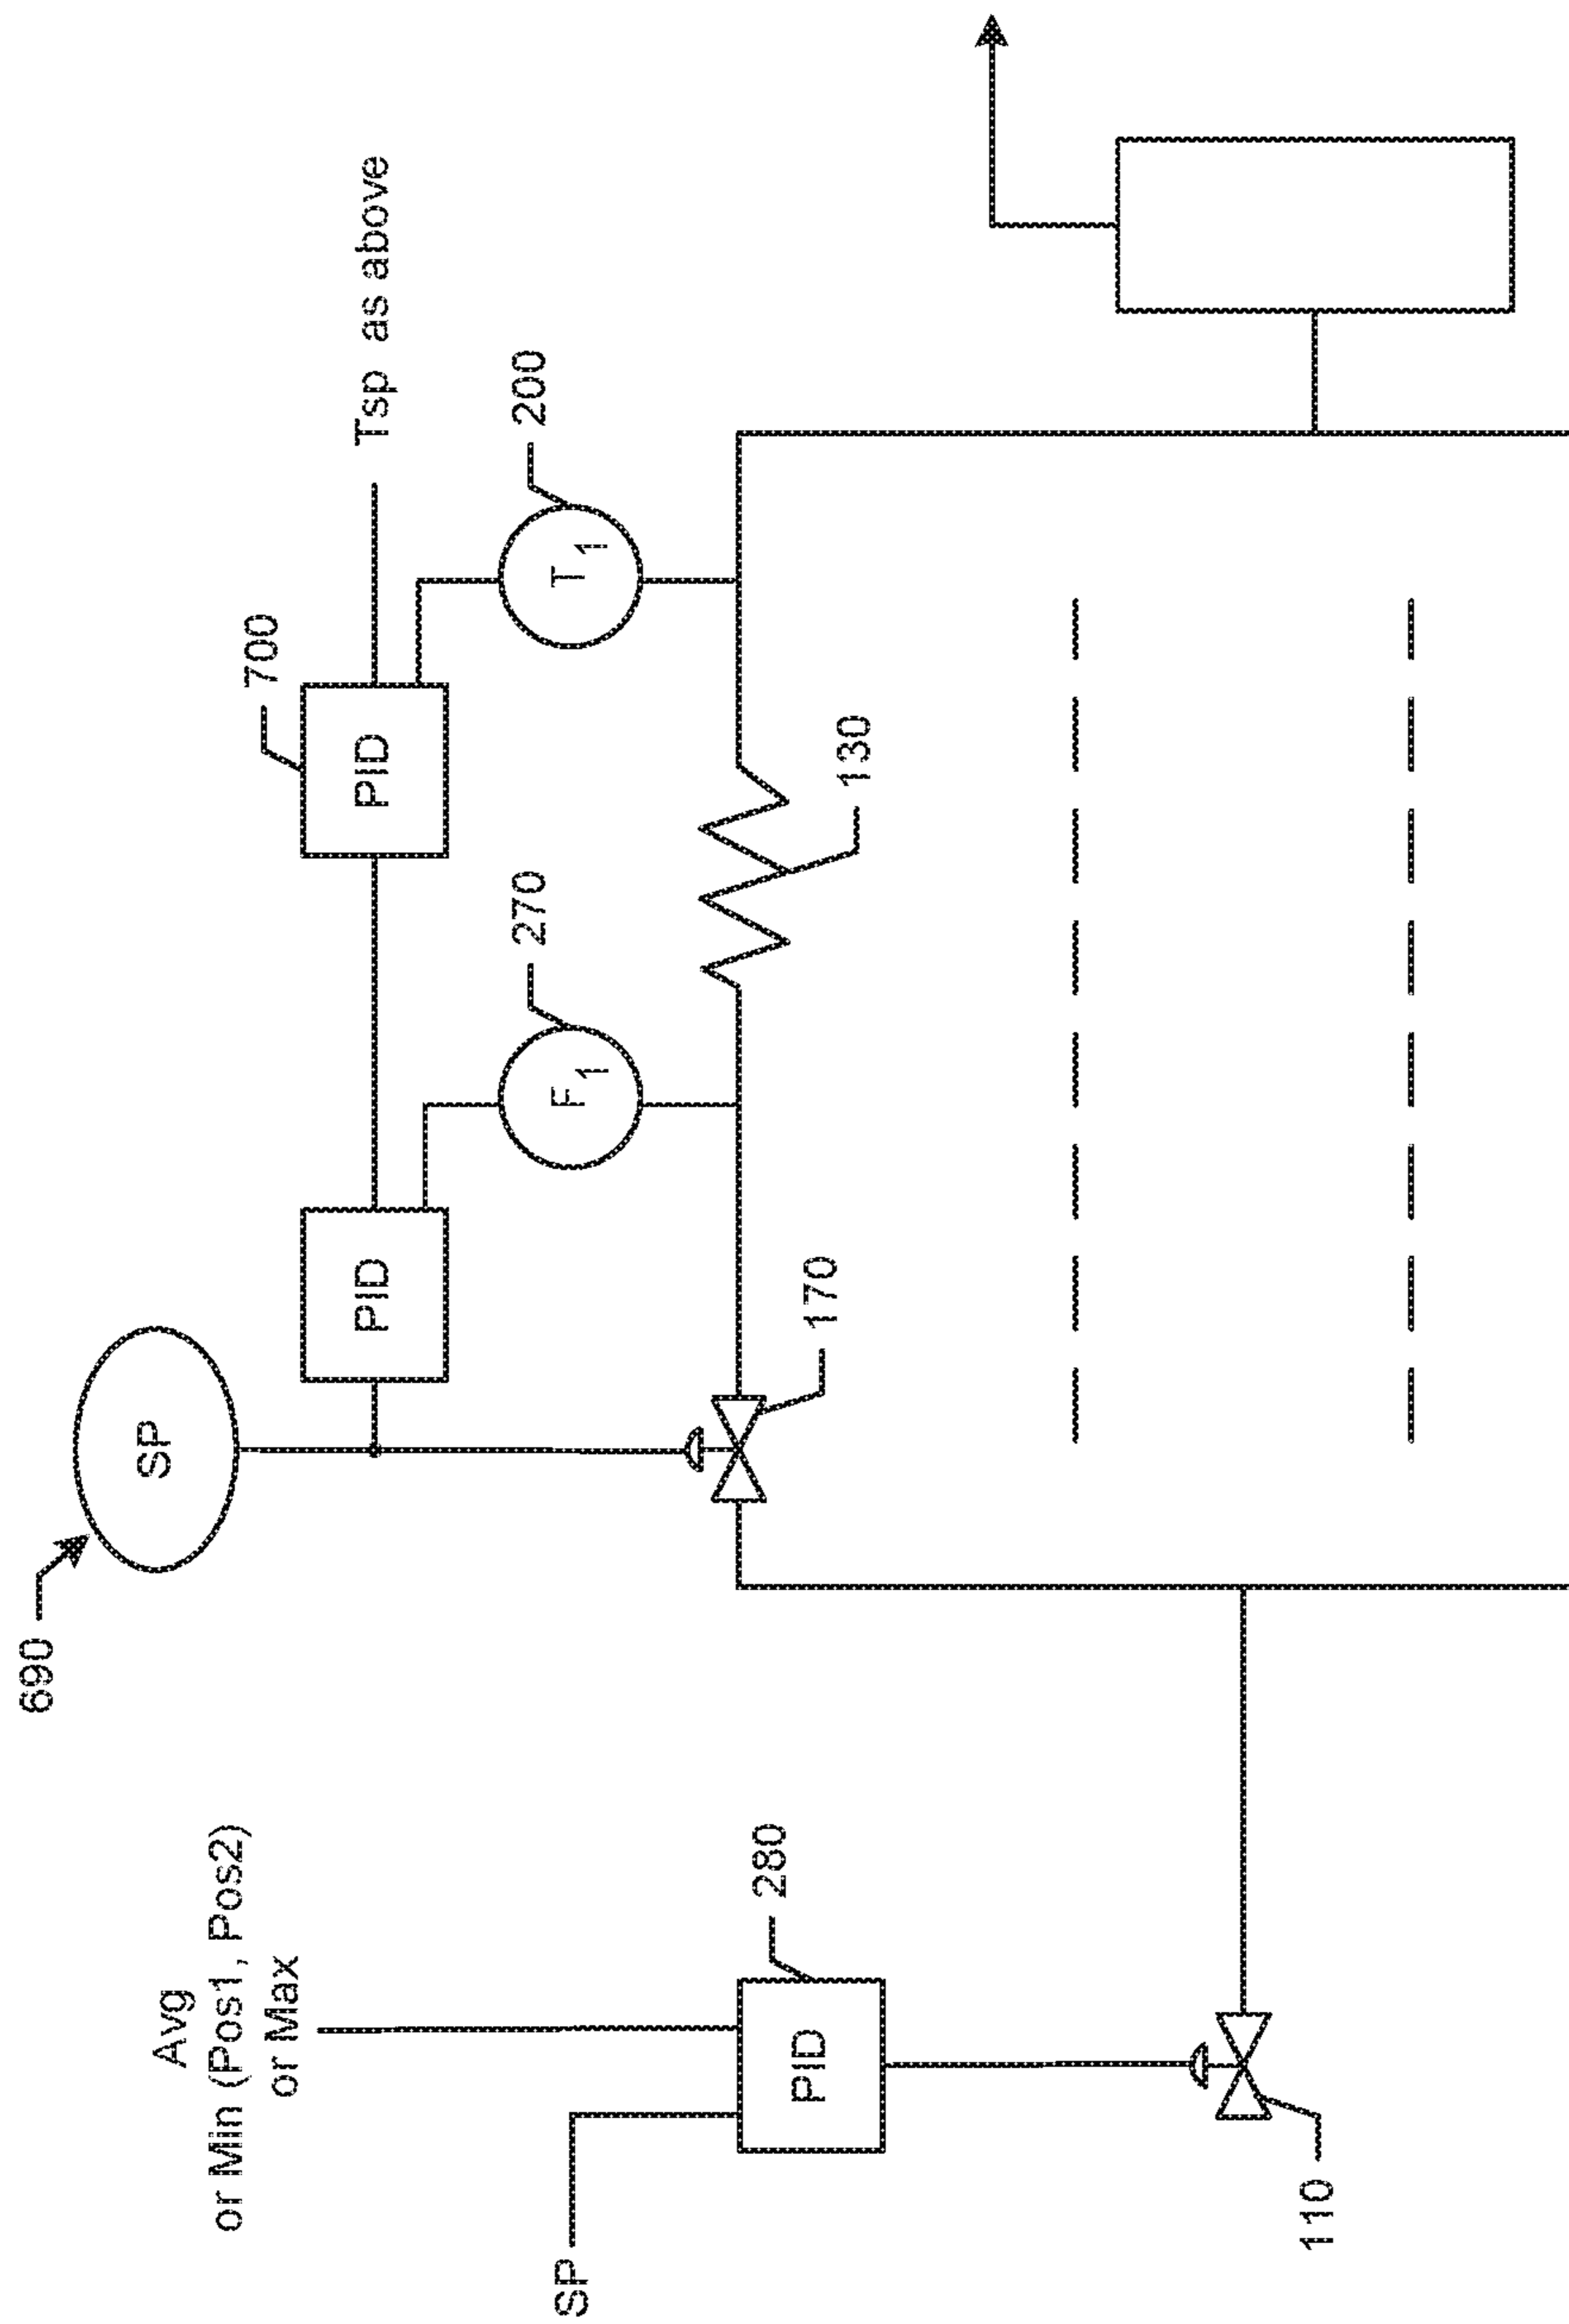 690
SP
Tsp as above
700
PID
PID
200
270
T1
F1
130
170
Avg
or Min (Pos1, Pos2)
or Max
280
SP
PID
110